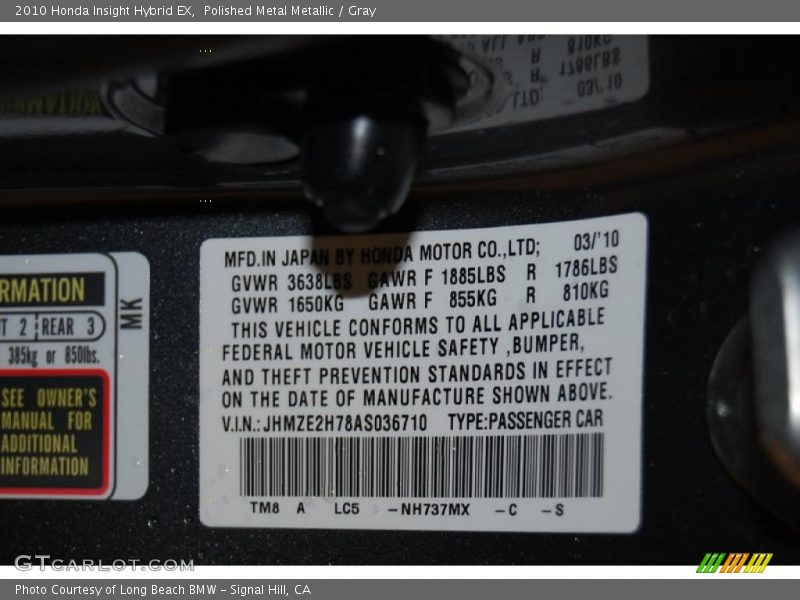 2010 Honda Insight Hybrid EX, Polished Metal Metallic / Gray
MFD.IN JAPAN BY HONDA MOTOR CO.,LTD; 03/'10
GVWR 3638LBS GAWR F 1885LBS R 1786LBS
GVWR 1650KG GAWR F 855KG R 810KG
THIS VEHICLE CONFORMS TO ALL APPLICABLE
FEDERAL MOTOR VEHICLE SAFETY ,BUMPER,
AND THEFT PREVENTION STANDARDS IN EFFECT
ON THE DATE OF MANUFACTURE SHOWN ABOVE.
V.I.N.:JHMZE2H78AS036710 TYPE:PASSENGER CAR
TM8 A LC5 -NH737MX -C -S
RMATION
T 2 REAR 3
385kg or 850lbs.
MK
SEE OWNER'S
MANUAL FOR
ADDITIONAL
INFORMATION
GTCARLOT.COM
Photo Courtesy of Long Beach BMW - Signal Hill, CA